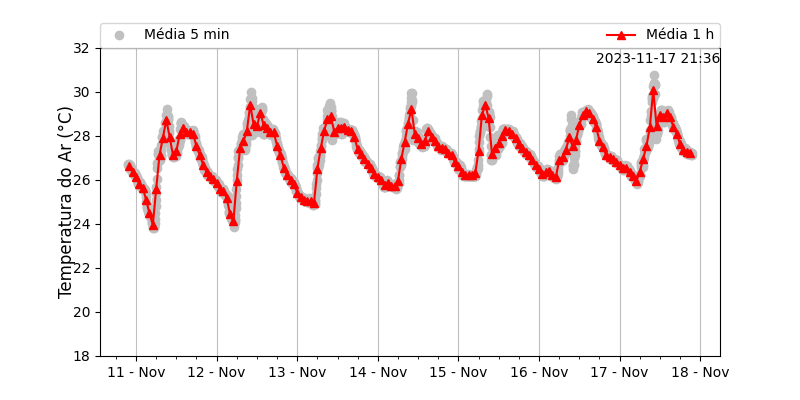 Média 5 min
Média 1 h
2023-11-17 21:36
Temperatura do Ar (°C)
32
30
28
26
24
22
20
18
11 - Nov
12 - Nov
13 - Nov
14 - Nov
15 - Nov
16 - Nov
17 - Nov
18 - Nov